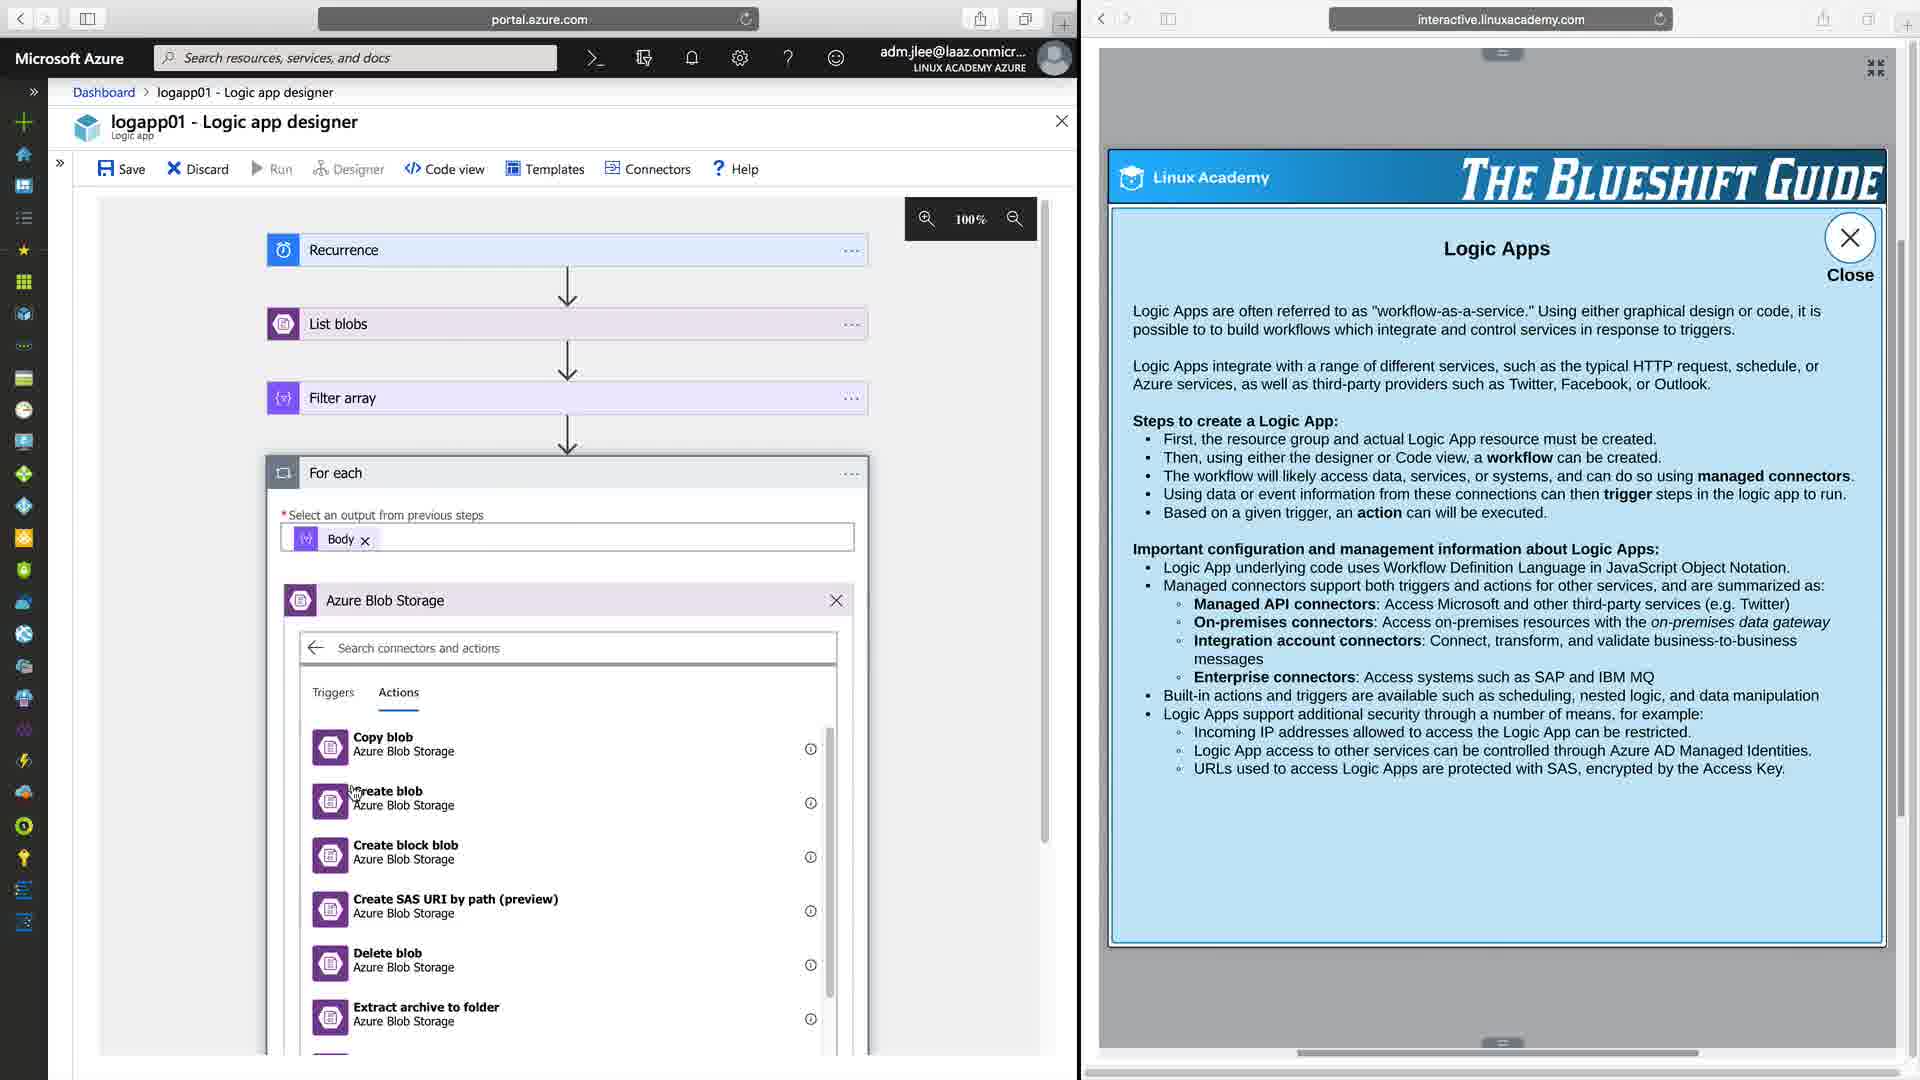 portal.azure.com
Microsoft Azure
Search resources, services, and docs
adm.jlee@laaz.onmicr...
LINUX ACADEMY AZURE
Dashboard > logapp01 - Logic app designer
logapp01 - Logic app designer
Logic app
Save
Discard
Run
Designer
Code view
Templates
Connectors
Help
100%
Recurrence
List blobs
Filter array
For each
*Select an output from previous steps
Body
Azure Blob Storage
Search connectors and actions
Triggers
Actions
Copy blob
Azure Blob Storage
Create blob
Azure Blob Storage
Create block blob
Azure Blob Storage
Create SAS URI by path (preview)
Azure Blob Storage
Delete blob
Azure Blob Storage
Extract archive to folder
Azure Blob Storage
interactive.linuxacademy.com
Linux Academy
THE BLUESHIFT GUIDE
Logic Apps
Close
Logic Apps are often referred to as "workflow-as-a-service." Using either graphical design or code, it is
possible to to build workflows which integrate and control services in response to triggers.
Logic Apps integrate with a range of different services, such as the typical HTTP request, schedule, or
Azure services, as well as third-party providers such as Twitter, Facebook, or Outlook.
Steps to create a Logic App:
• First, the resource group and actual Logic App resource must be created.
• Then, using either the designer or Code view, a workflow can be created.
• The workflow will likely access data, services, or systems, and can do so using managed connectors.
• Using data or event information from these connections can then trigger steps in the logic app to run.
• Based on a given trigger, an action can will be executed.
Important configuration and management information about Logic Apps:
• Logic App underlying code uses Workflow Definition Language in JavaScript Object Notation.
• Managed connectors support both triggers and actions for other services, and are summarized as:
◦ Managed API connectors: Access Microsoft and other third-party services (e.g. Twitter)
◦ On-premises connectors: Access on-premises resources with the on-premises data gateway
◦ Integration account connectors: Connect, transform, and validate business-to-business
messages
◦ Enterprise connectors: Access systems such as SAP and IBM MQ
• Built-in actions and triggers are available such as scheduling, nested logic, and data manipulation
• Logic Apps support additional security through a number of means, for example:
◦ Incoming IP addresses allowed to access the Logic App can be restricted.
◦ Logic App access to other services can be controlled through Azure AD Managed Identities.
◦ URLs used to access Logic Apps are protected with SAS, encrypted by the Access Key.